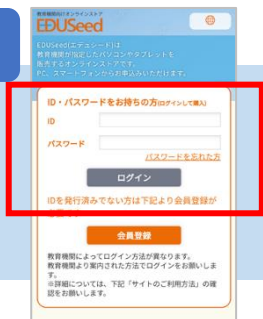 教育機関向けオンラインストア
EDUSeed
EDUSeed(エデュシード)は
教育機関が指定したパソコンやタブレットを
販売するオンラインストアです。
PC、スマートフォンからお申込みいただけます。
ID・パスワードをお持ちの方(ログインして購入)
ID
パスワード
パスワードを忘れた方
ログイン
IDを発行済みでない方は下記より会員登録が
会員登録
教育機関によってログイン方法が異なります。
教育機関より案内された方法でログインをお願いしま
す。
※詳細については、下記「サイトのご利用方法」の確
認をお願いします。